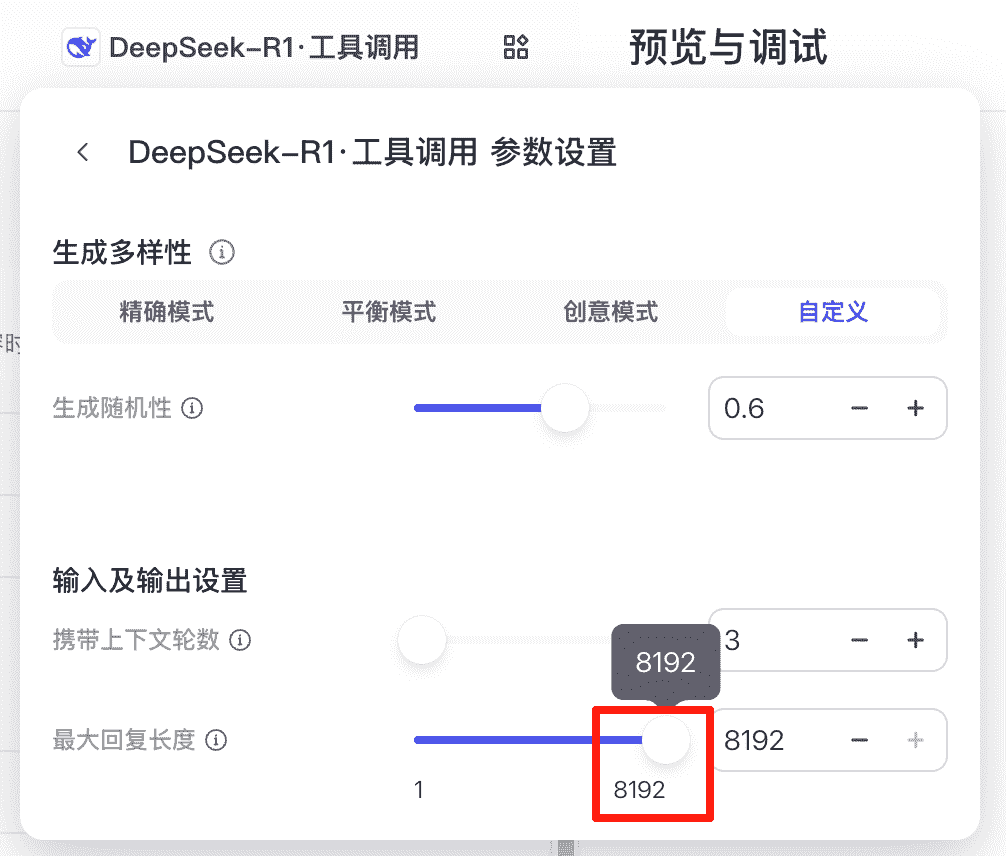 DeepSeek-R1·工具调用 预览与调试
DeepSeek-R1·工具调用 参数设置
生成多样性
精确模式 平衡模式 创意模式 自定义
生成随机性 0.6
输入及输出设置
携带上下文轮数 3
8192
最大回复长度 8192
1 8192